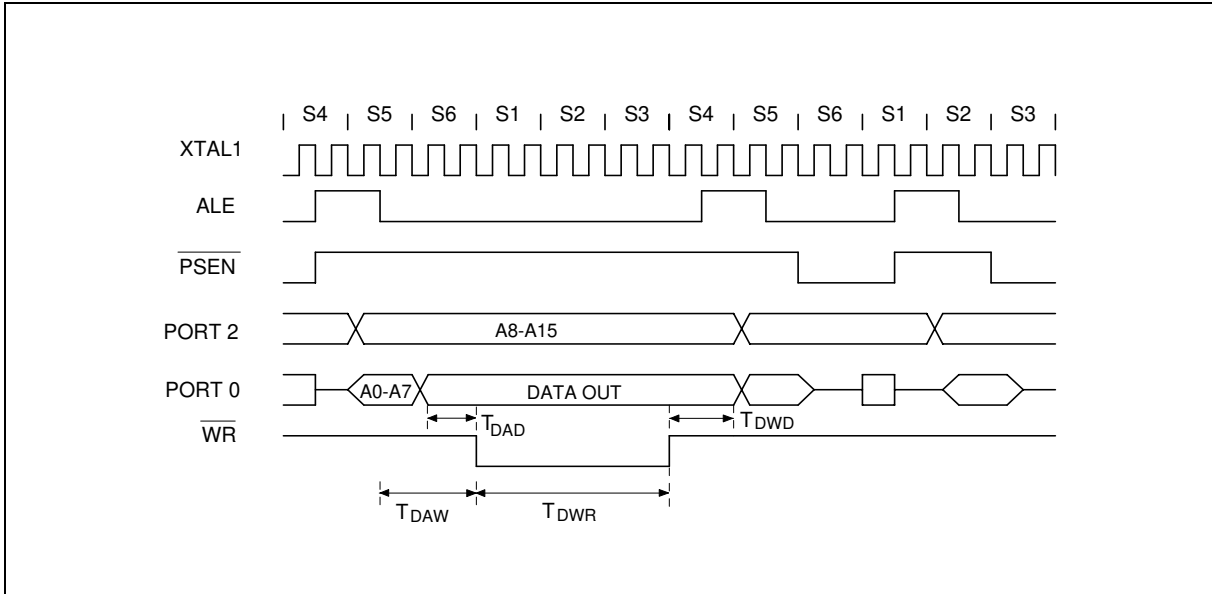 S4 S5 S6 S1 S2 S3 S4 S5 S6 S1 S2 S3
XTAL1
ALE
PSEN
PORT 2 A8-A15
PORT 0 A0-A7 DATA OUT
TDAD TDWD
WR
TDAW TDWR